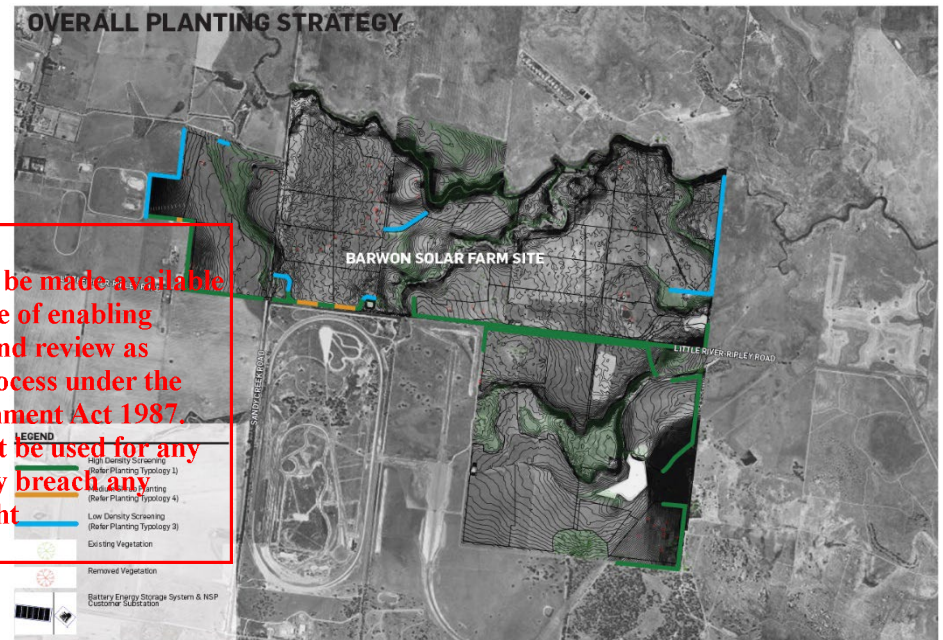 OVERALL PLANTING STRATEGY
BARWON SOLAR FARM SITE
be made available
e of enabling
nd review as
ocess under the
nment Act 1987.
t be used for any
y breach any
ht
SANDY CREEK ROAD
LITTLE RIVER-RIPLEY ROAD
LEGEND
High Density Screening
(Refer Planting Typology 1)
Planting
(Refer Planting Typology 4)
Low Density Screening
(Refer Planting Typology 3)
Existing Vegetation
Removed Vegetation
Battery Energy Storage System & NSP
Customer Substation